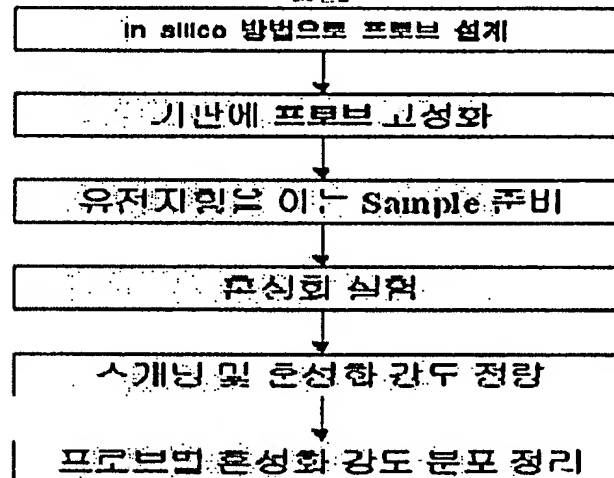 in silico 방법으로 프로브 설계
기판에 프로브 고성화
유전자형을 아는 Sample 준비
혼성화 실험
스캐닝 및 혼성화 강도 정량
프로브별 혼성화 강도 분포 정리